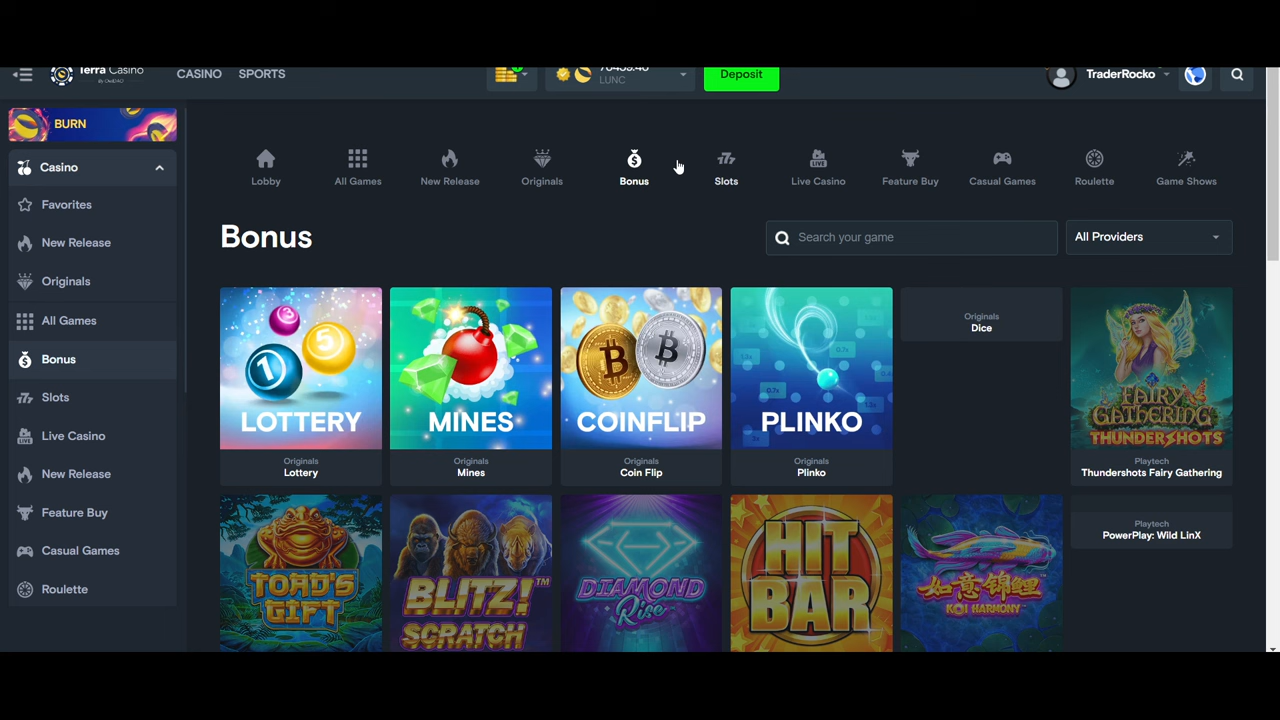 Terra Casino
CASINO
SPORTS
LUNC
Deposit
TraderRocko
BURN
Casino
Favorites
New Release
Originals
All Games
Bonus
Slots
Live Casino
New Release
Feature Buy
Casual Games
Roulette
Lobby
All Games
New Release
Originals
Bonus
Slots
Live Casino
Feature Buy
Casual Games
Roulette
Game Shows
Bonus
Search your game
All Providers
LOTTERY
Originals
Lottery
MINES
Originals
Mines
COINFLIP
Originals
Coin Flip
PLINKO
Originals
Plinko
Originals
Dice
FAIRY
GATHERING
THUNDERSHOTS
Playtech
Thundershots Fairy Gathering
TOAD'S
GIFT
BLITZ!™
SCRATCH
DIAMOND
Rise
HIT
BAR
如意锦鲤
KOI HARMONY
Playtech
PowerPlay: Wild LinX